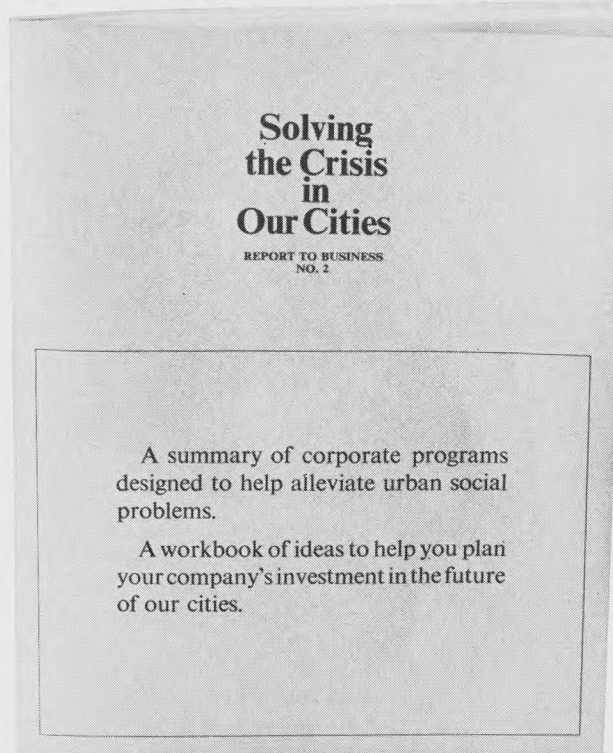 Solving
the Crisis
in
Our Cities
REPORT TO BUSINESS
NO. 2
A summary of corporate programs
designed to help alleviate urban social
problems.
A workbook of ideas to help you plan
your company's investment in the future
of our cities.